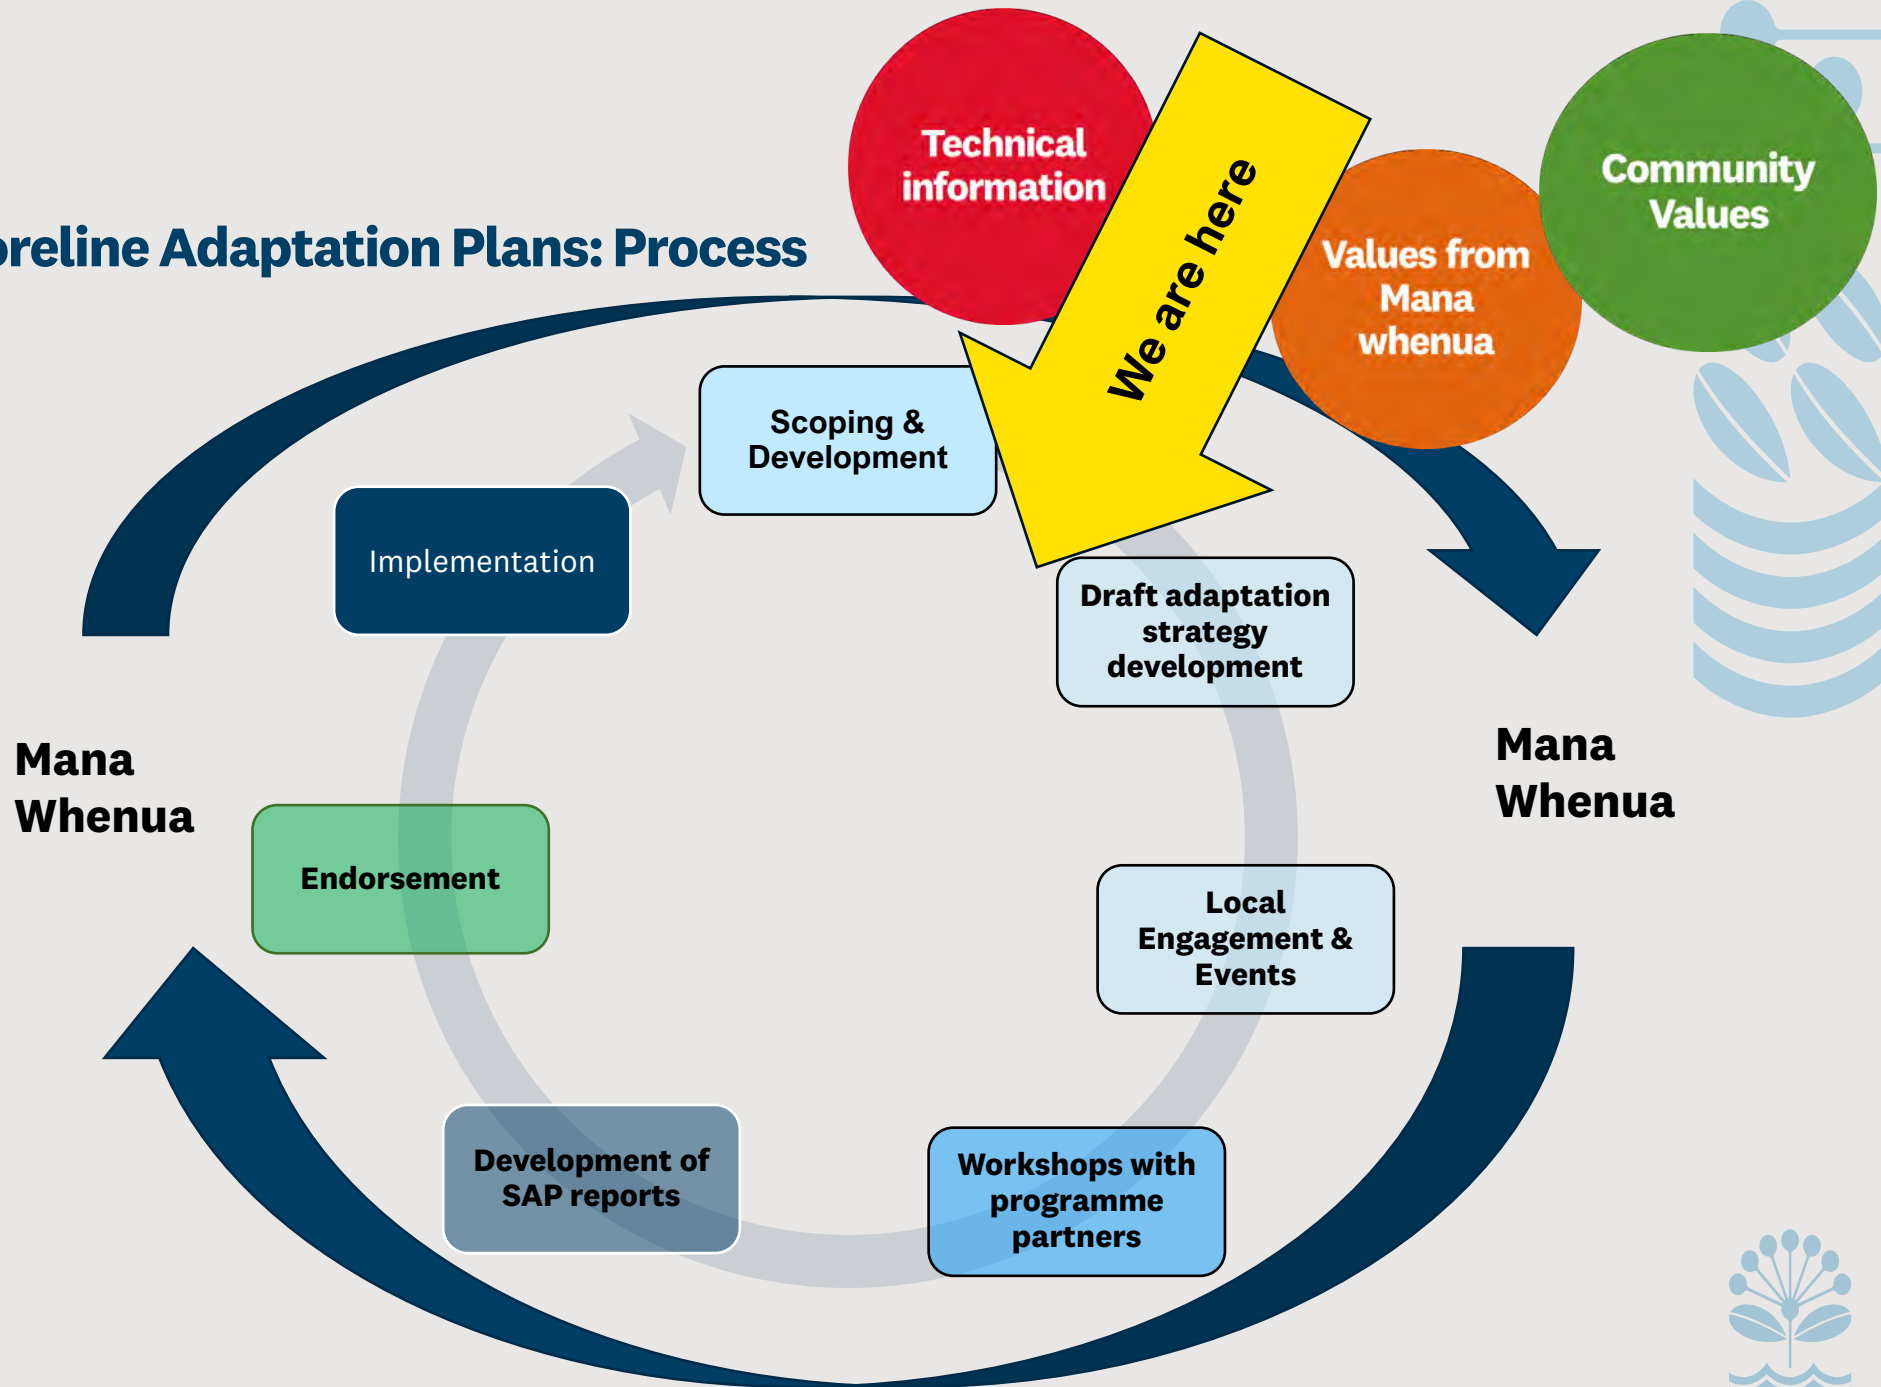 oreline Adaptation Plans: Process
Technical
information
We are here
Values from
Mana
whenua
Community
Values
Scoping &
Development
Draft adaptation
strategy
development
Local
Engagement &
Events
Workshops with
programme
partners
Development of
SAP reports
Endorsement
Implementation
Mana
Whenua
Mana
Whenua